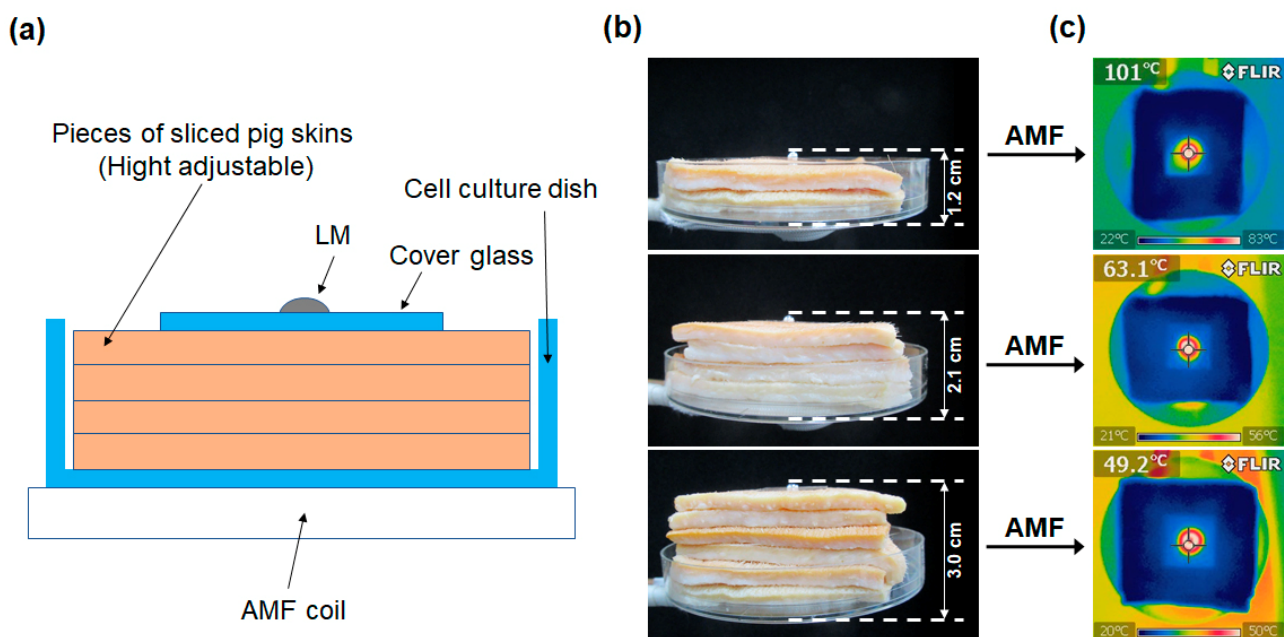 (a)
Pieces of sliced pig skins
(Hight adjustable)
Cell culture dish
LM
Cover glass
AMF coil
(b)
1.2 cm
AMF
2.1 cm
AMF
3.0 cm
AMF
(c)
101°C
FLIR
22°C
83°C
63.1°C
FLIR
21°C
56°C
49.2°C
FLIR
20°C
50°C